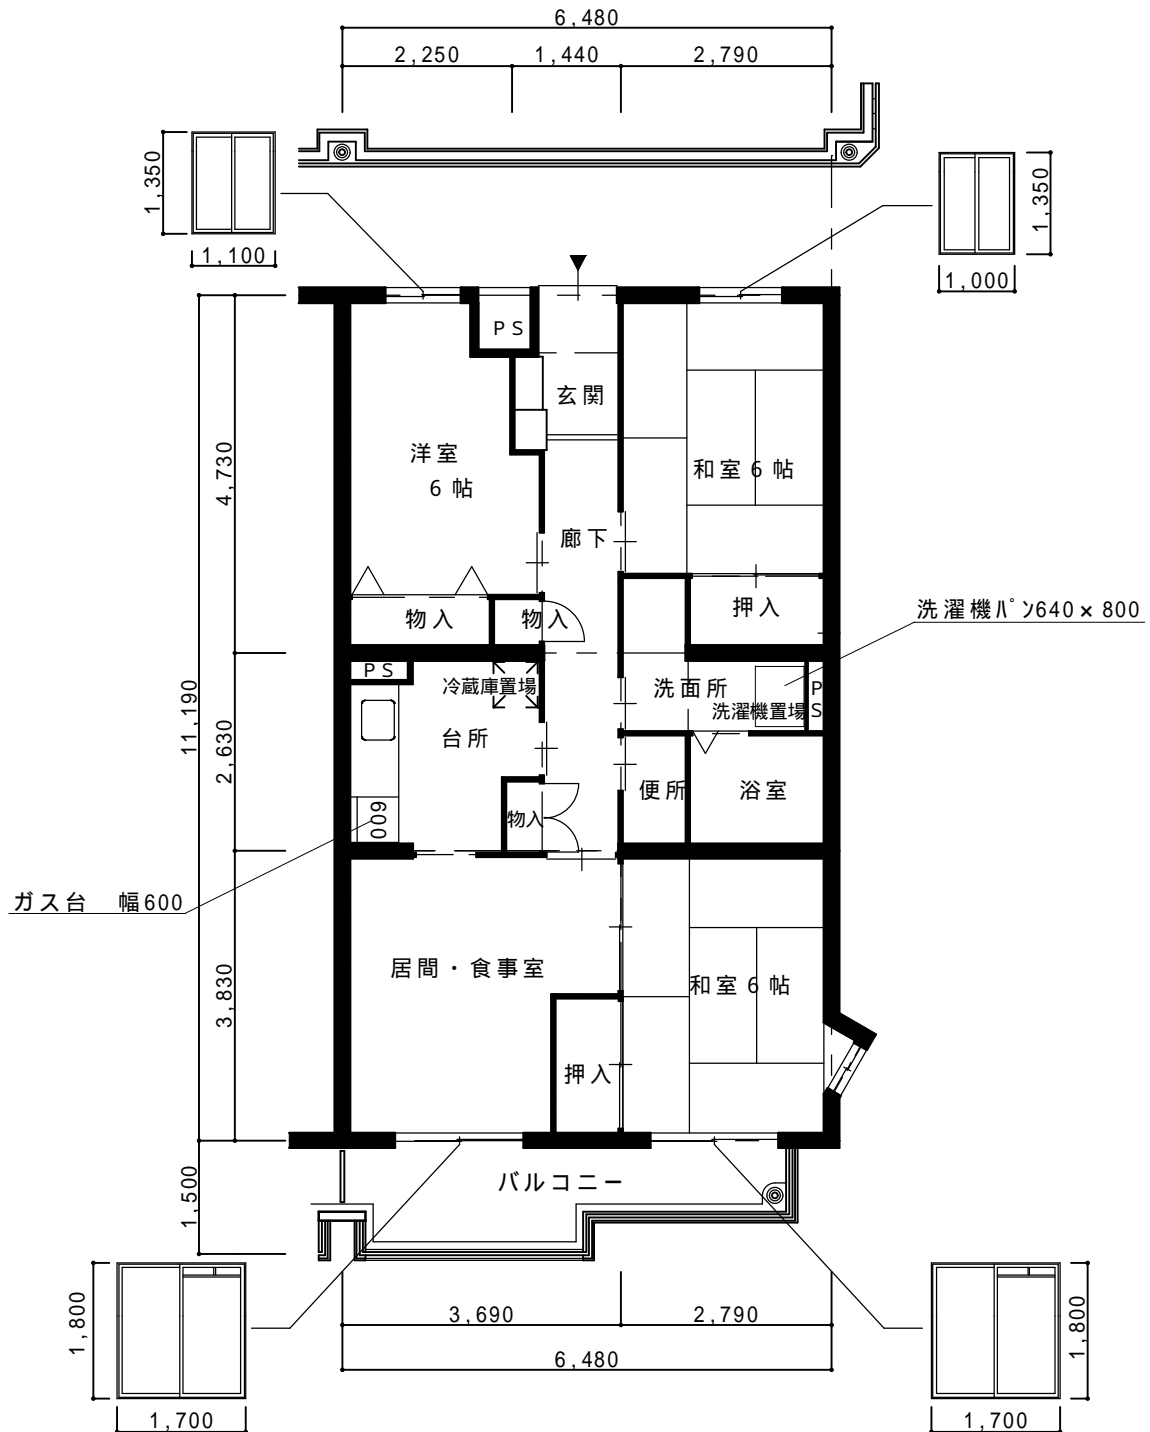 6,480
2,250
1,440
2,790
1,350
1,100
1,350
1,000
PS
玄関
洋室
6帖
和室6帖
4,730
廊下
物入
物入
押入
洗濯機パン640×800
PS
冷蔵庫置場
洗面所
PS
洗濯機置場
11,190
2,630
台所
便所
浴室
600
物入
ガス台 幅600
居間・食事室
和室6帖
3,830
押入
1,500
バルコニー
1,800
1,700
3,690
2,790
6,480
1,800
1,700